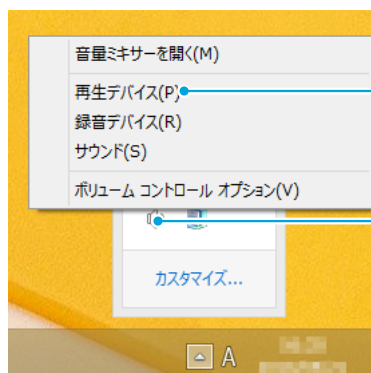 音量ミキサーを開く(M)
再生デバイス(P)
録音デバイス(R)
サウンド(S)
ボリューム コントロール オプション(V)
カスタマイズ...
A